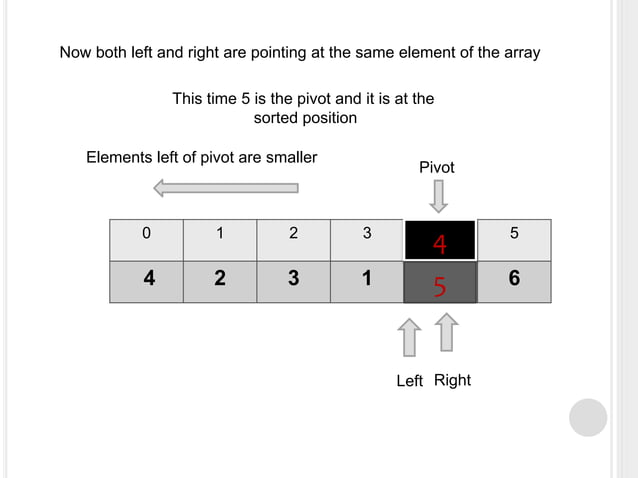 Now both left and right are pointing at the same element of the array
This time 5 is the pivot and it is at the
sorted position
Elements left of pivot are smaller
Pivot
0 1 2 3 4 5
4 2 3 1 5 6
Left Right